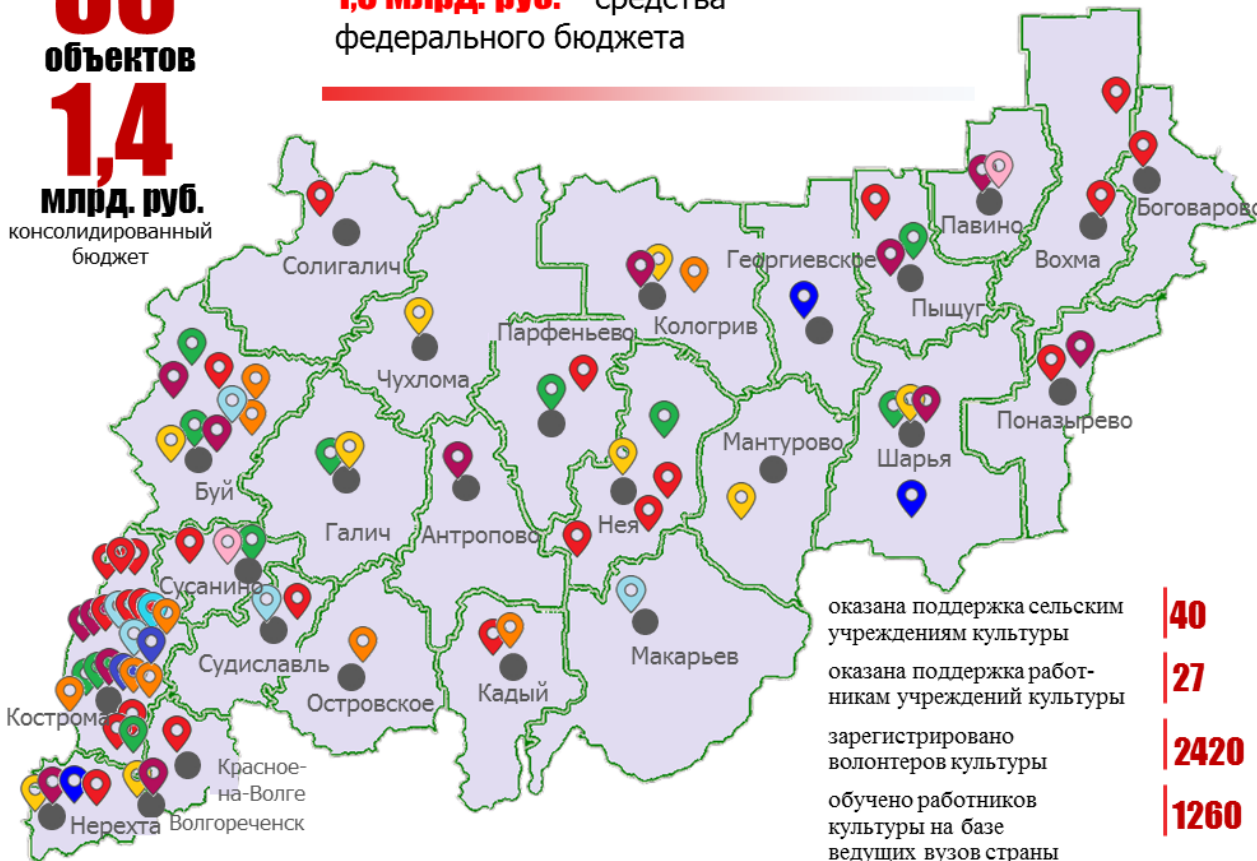 объектов
1,4
млрд. руб.
консолидированный
бюджет
млрд. руб. средства
федерального бюджета
Солигалич
Чухлома
Парфеньево
Кологрив
Георгиевское
Павино
Вохма
Боговарово
Пыщуг
Поназырево
Шарья
Мантурово
Буй
Галич
Антропово
Нея
Сусанино
Судиславль
Островское
Кадый
Макарьев
Кострома
Красное-
на-Волге
Нерехта
Волгореченск
оказана поддержка сельским
учреждениям культуры
40
оказана поддержка работ-
никам учреждений культуры
27
зарегистрировано
волонтеров культуры
2420
обучено работников
культуры на базе
ведущих вузов страны
1260